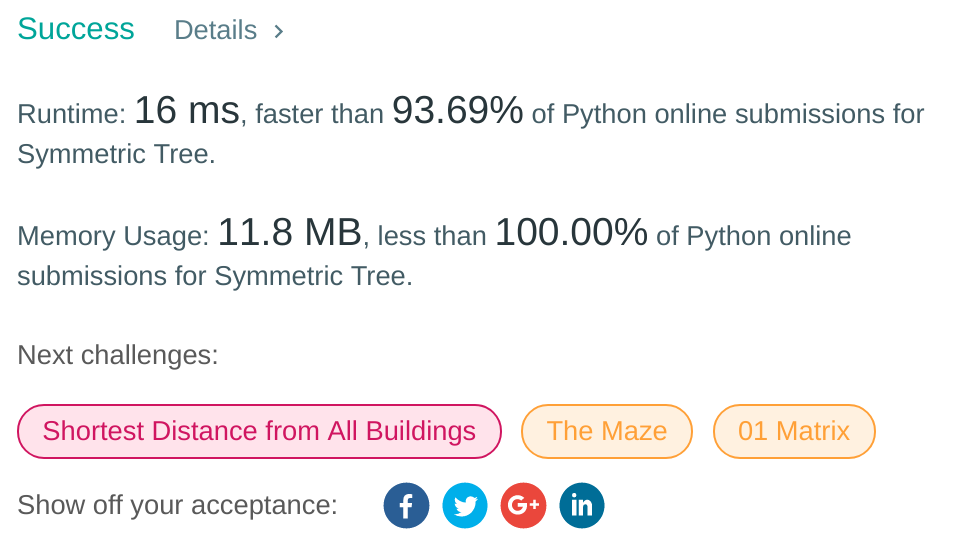 Success Details >
Runtime: 16 ms, faster than 93.69% of Python online submissions for
Symmetric Tree.
Memory Usage: 11.8 MB, less than 100.00% of Python online
submissions for Symmetric Tree.
Next challenges:
Shortest Distance from All Buildings The Maze 01 Matrix
Show off your acceptance: f G+ in